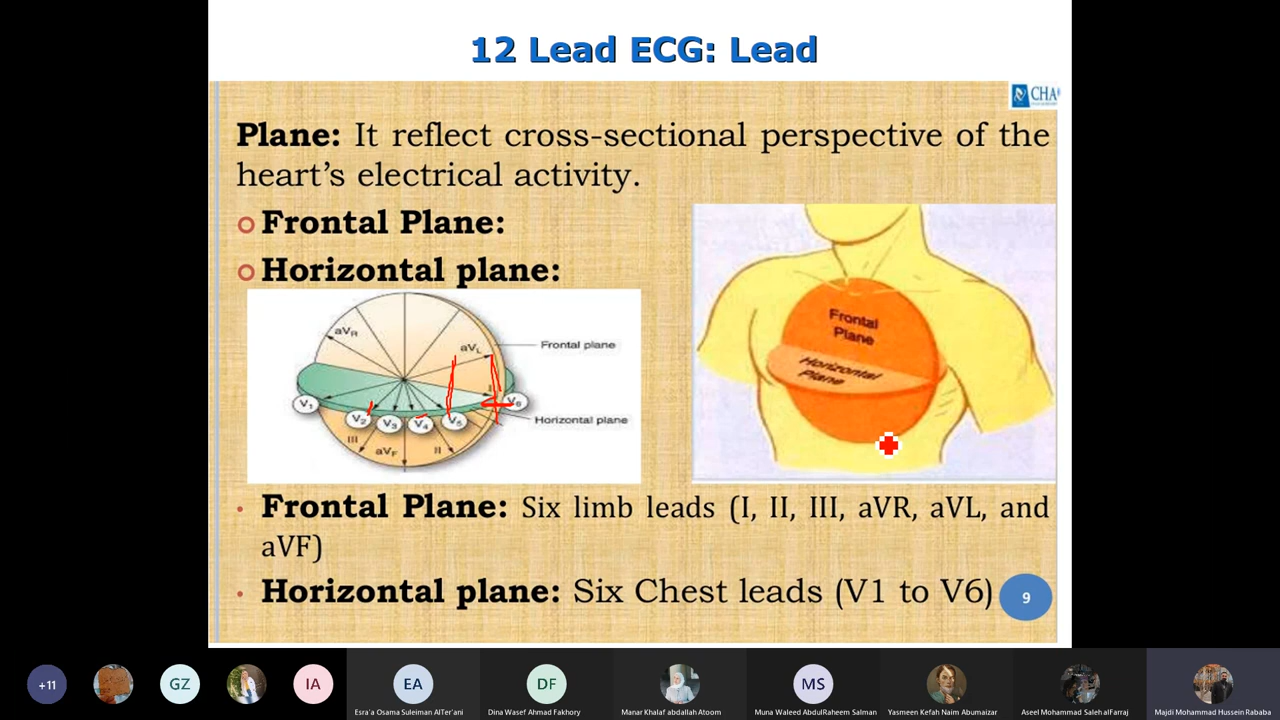 12 Lead ECG: Lead
CHA
Plane: It reflect cross-sectional perspective of the
heart’s electrical activity.
Frontal Plane:
Horizontal plane:
aVR
aVL
Frontal plane
I
V1
V2
V3
V4
V5
V6
Horizontal plane
III
aVF
II
Frontal
Plane
Horizontal
Plane
• Frontal Plane: Six limb leads (I, II, III, aVR, aVL, and
aVF)
• Horizontal plane: Six Chest leads (V1 to V6)
9
+11
GZ
IA
EA
Esra'a Osama Suleiman AlTer'ani
DF
Dina Wasef Ahmad Fakhory
Manar Khalaf abdallah Atoom
MS
Muna Waleed AbdulRaheem Salman
Yasmeen Kefah Naim Abumaizar
Aseel Mohammad Saleh alFarraj
Majdi Mohammad Hussein Rababa